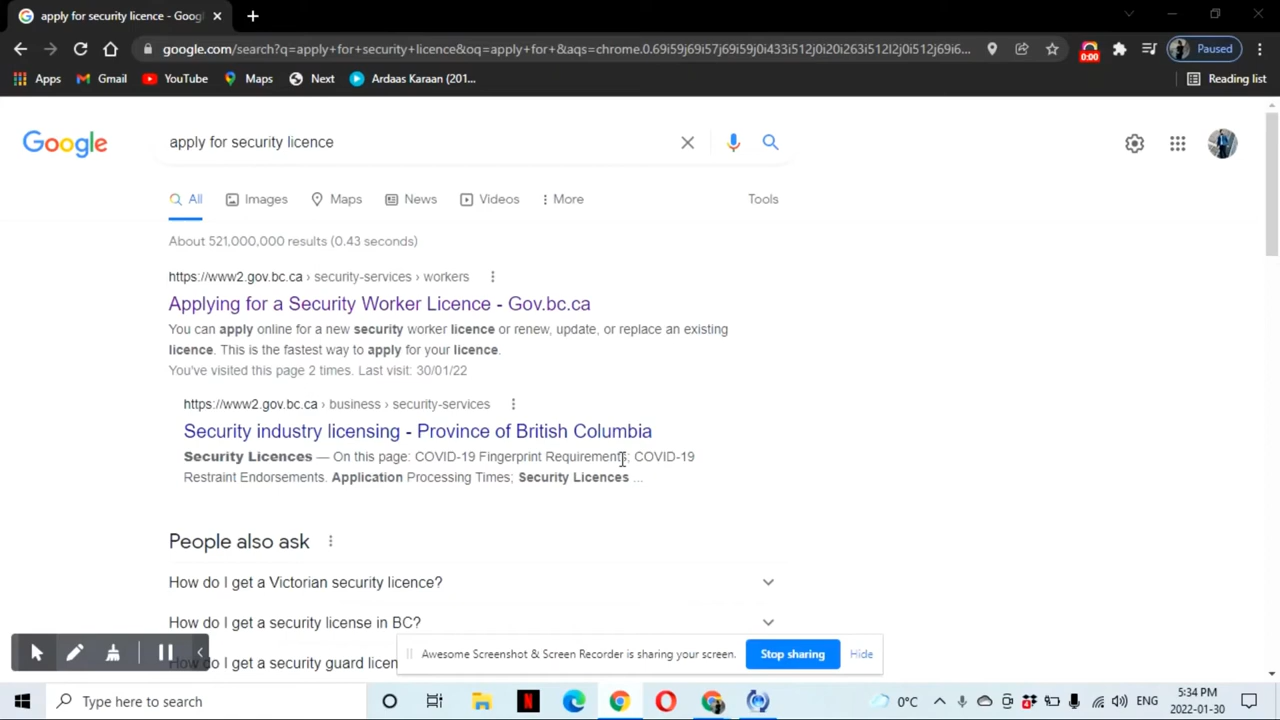 apply for security licence - Goog
google.com/search?q=apply+for+security+licence&oq=apply+for+&aqs=chrome.0.69i59j69i57j69i59j0i433i512j0i20i263i512l2j0i512j69i6...
0:00
Paused
Apps
Gmail
YouTube
Maps
Next
Ardaas Karaan (201...
Reading list
Google
apply for security licence
All
Images
Maps
News
Videos
More
Tools
About 521,000,000 results (0.43 seconds)
https://www2.gov.bc.ca › security-services › workers
Applying for a Security Worker Licence - Gov.bc.ca
You can apply online for a new security worker licence or renew, update, or replace an existing
licence. This is the fastest way to apply for your licence.
You've visited this page 2 times. Last visit: 30/01/22
https://www2.gov.bc.ca › business › security-services
Security industry licensing - Province of British Columbia
Security Licences — On this page: COVID-19 Fingerprint Requirements; COVID-19
Restraint Endorsements. Application Processing Times; Security Licences ...
People also ask
How do I get a Victorian security licence?
How do I get a security license in BC?
How do I get a security guard licen
Awesome Screenshot & Screen Recorder is sharing your screen.
Stop sharing
Hide
Type here to search
0°C
ENG
5:34 PM
2022-01-30